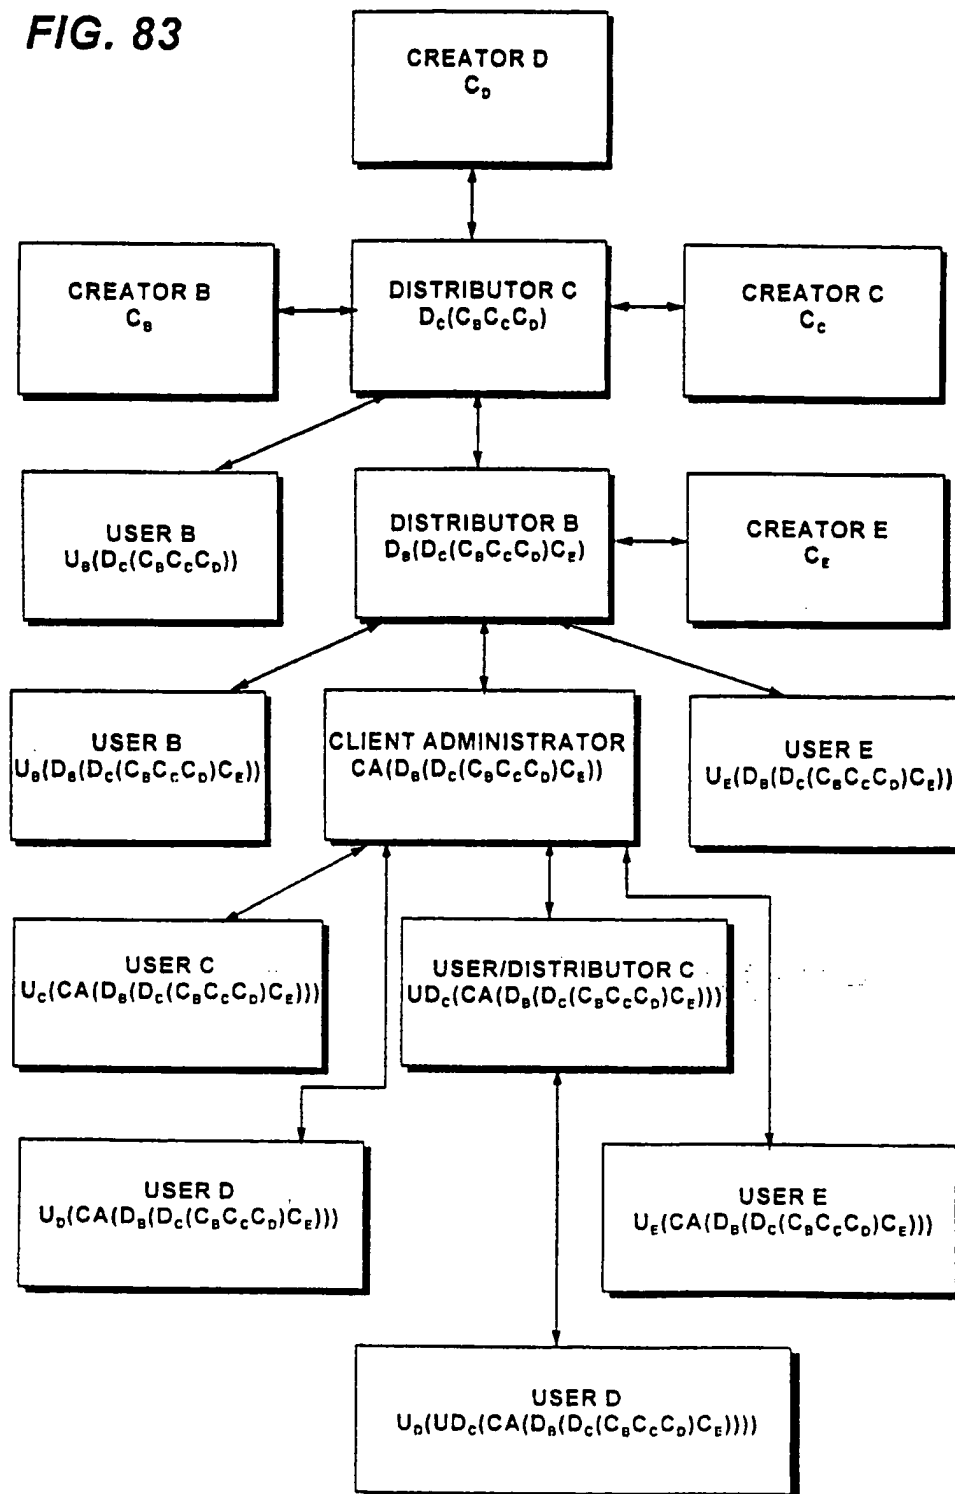 FIG. 83
CREATOR D
C_D
CREATOR B
C_B
DISTRIBUTOR C
D_C(C_BC_CC_D)
CREATOR C
C_C
USER B
U_B(D_C(C_BC_CC_D))
DISTRIBUTOR B
D_B(D_C(C_BC_CC_D)C_E)
CREATOR E
C_E
USER B
U_B(D_B(D_C(C_BC_CC_D)C_E))
CLIENT ADMINISTRATOR
CA(D_B(D_C(C_BC_CC_D)C_E))
USER E
U_E(D_B(D_C(C_BC_CC_D)C_E))
USER C
U_C(CA(D_B(D_C(C_BC_CC_D)C_E)))
USER/DISTRIBUTOR C
UD_C(CA(D_B(D_C(C_BC_CC_D)C_E)))
USER D
U_D(CA(D_B(D_C(C_BC_CC_D)C_E)))
USER E
U_E(CA(D_B(D_C(C_BC_CC_D)C_E)))
USER D
U_D(UD_C(CA(D_B(D_C(C_BC_CC_D)C_E))))